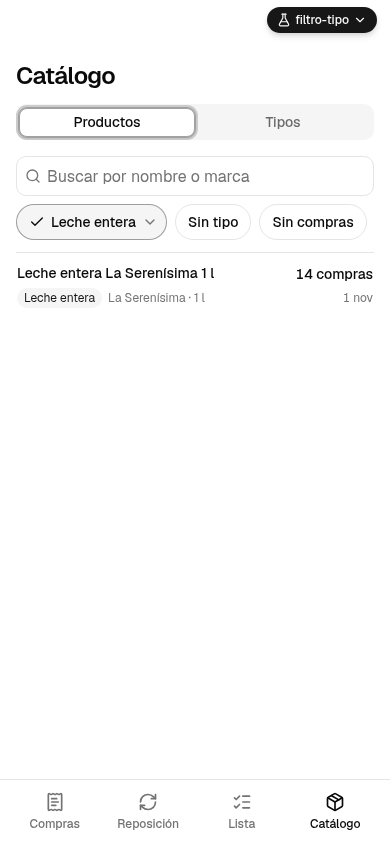 filtro-tipo
Catálogo
Productos Tipos
Buscar por nombre o marca
Leche entera Sin tipo Sin compras
Leche entera La Serenísima 1 l 14 compras
Leche entera La Serenísima · 1 l 1 nov
Compras Reposición Lista Catálogo